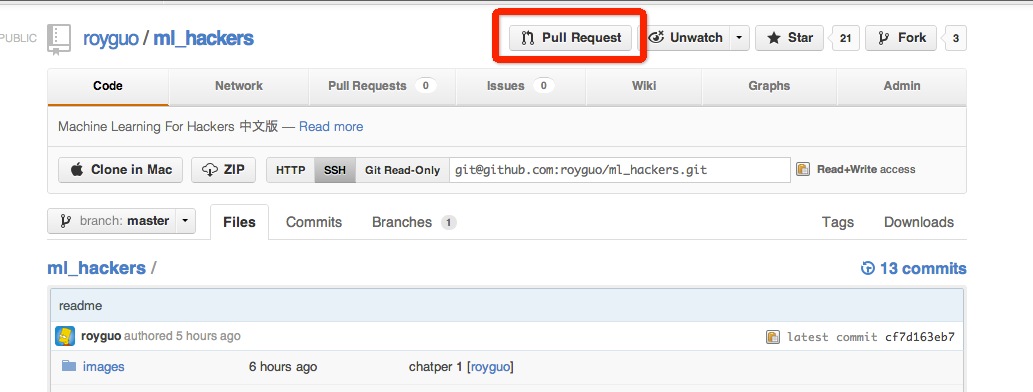 PUBLIC royguo / ml_hackers Pull Request Unwatch Star 21 Fork 3
Code Network Pull Requests 0 Issues 0 Wiki Graphs Admin
Machine Learning For Hackers 中文版 — Read more
Clone in Mac ZIP HTTP SSH Git Read-Only git@github.com:royguo/ml_hackers.git Read+Write access
branch: master Files Commits Branches 1 Tags Downloads
ml_hackers / 13 commits
readme
royguo authored 5 hours ago latest commit cf7d163eb7
images 6 hours ago chatper 1 [royguo]